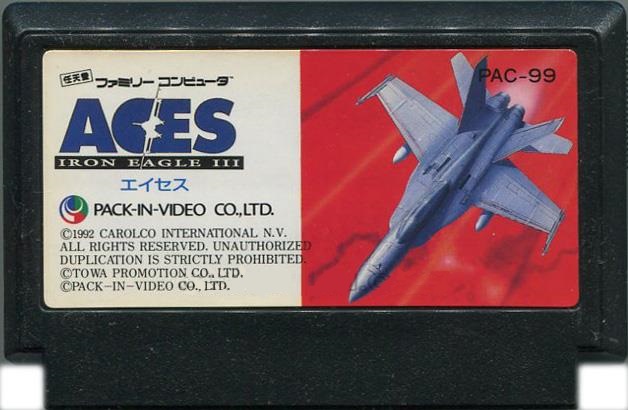 任天堂 ファミリー コンピュータ™
PAC-99
ACES
IRON EAGLE III
エイセス
PACK-IN-VIDEO CO.,LTD.
©1992 CAROLCO INTERNATIONAL N.V.
ALL RIGHTS RESERVED. UNAUTHORIZED
DUPLICATION IS STRICTLY PROHIBITED.
©TOWA PROMOTION CO., LTD.
©PACK-IN-VIDEO CO., LTD.